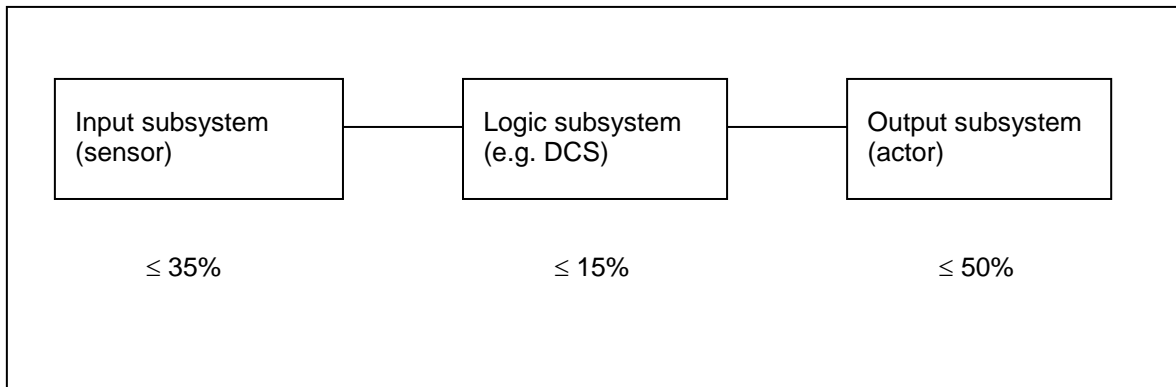 Input subsystem
(sensor)
Logic subsystem
(e.g. DCS)
Output subsystem
(actor)
≤ 35%
≤ 15%
≤ 50%